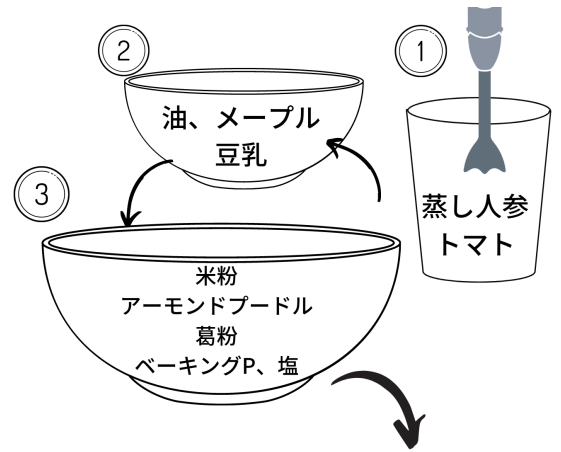 1
蒸し人参
トマト
2
油、メープル
豆乳
3
米粉
アーモンドプードル
葛粉
ベーキングP、塩